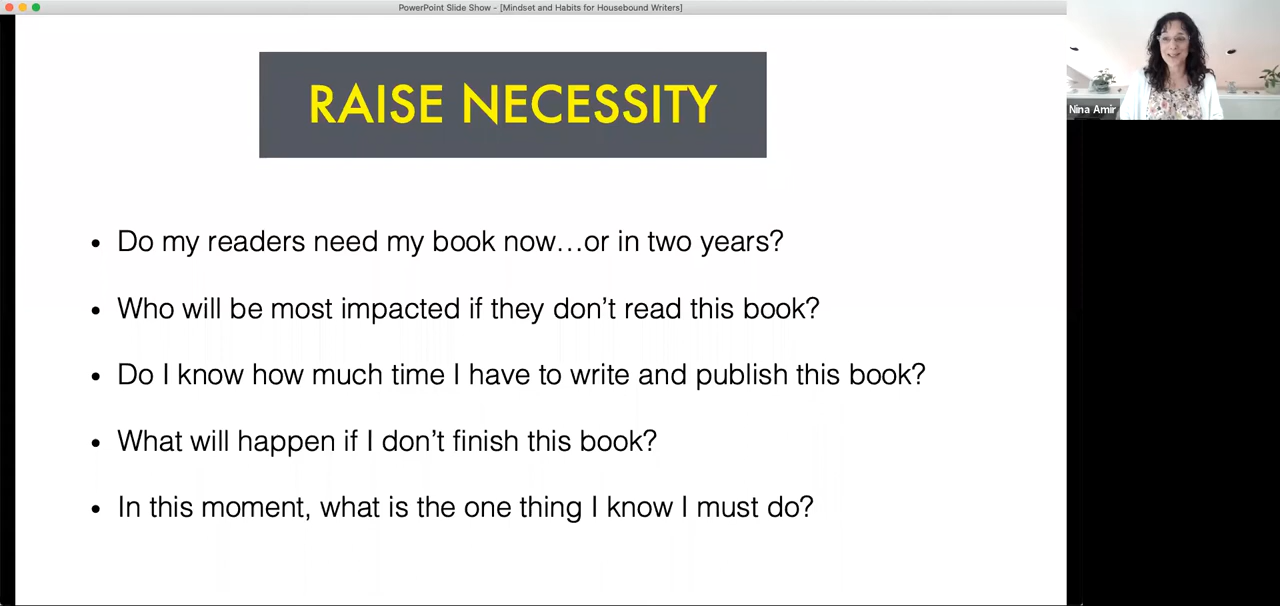 PowerPoint Slide Show - [Mindset and Habits for Housebound Writers]
RAISE NECESSITY
Nina Amir
• Do my readers need my book now…or in two years?
• Who will be most impacted if they don’t read this book?
• Do I know how much time I have to write and publish this book?
• What will happen if I don’t finish this book?
• In this moment, what is the one thing I know I must do?